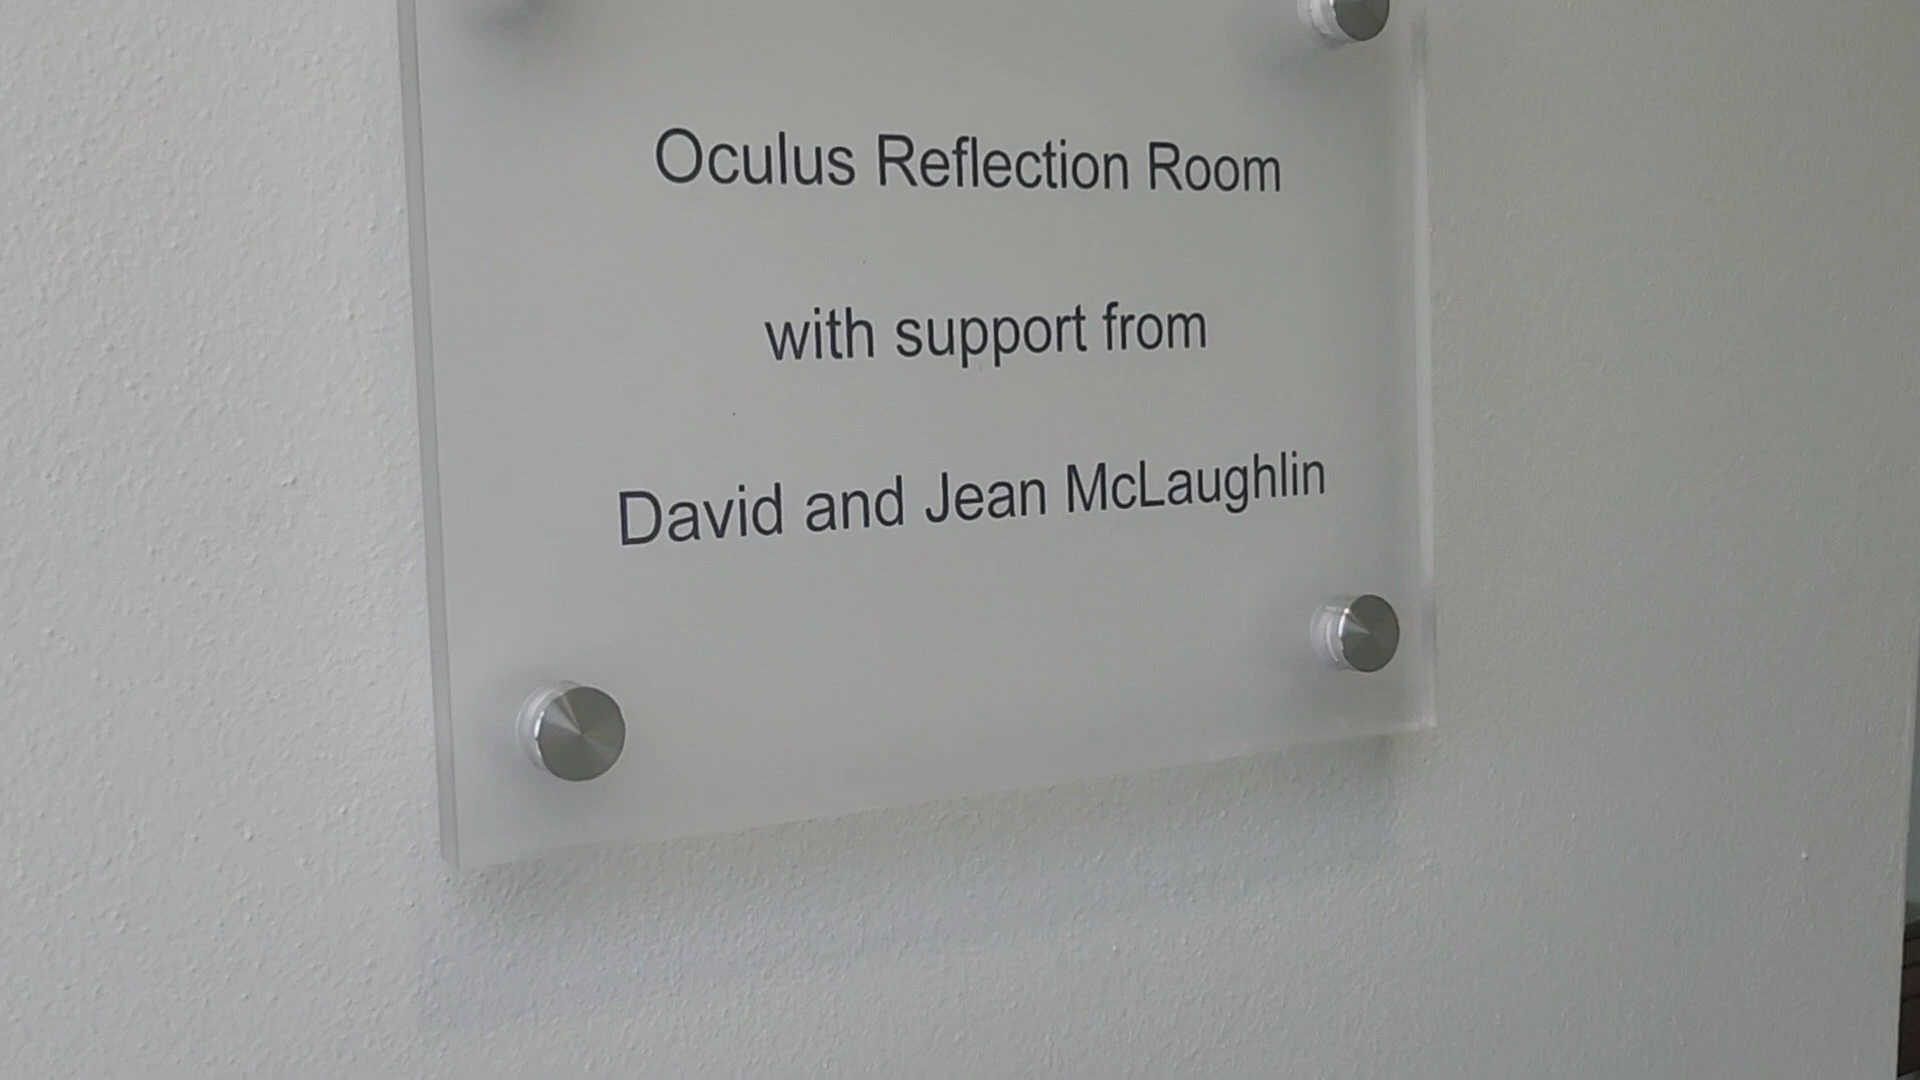 Oculus Reflection Room
with support from
David and Jean McLaughlin